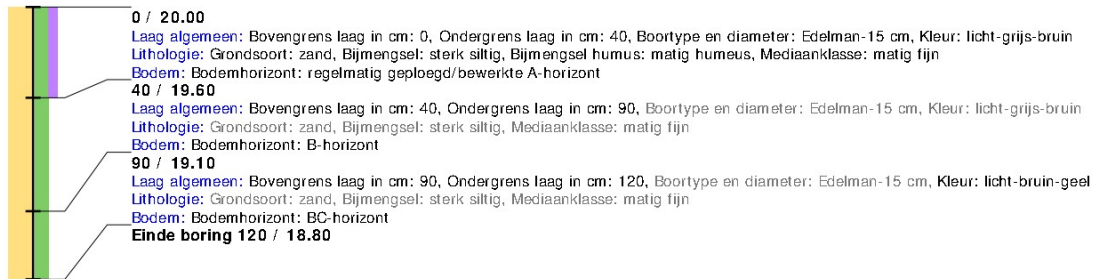 0 / 20.00
Laag algemeen: Bovengrens laag in cm: 0, Ondergrens laag in cm: 40, Boortype en diameter: Edelman-15 cm, Kleur: licht-grijs-bruin
Lithologie: Grondsoort: zand, Bijmengsel: sterk siltig, Bijmengsel humus: matig humeus, Mediaanklasse: matig fijn
Bodem: Bodemhorizont: regelmatig geploegd/bewerkte A-horizont
40 / 19.60
Laag algemeen: Bovengrens laag in cm: 40, Ondergrens laag in cm: 90, Boortype en diameter: Edelman-15 cm, Kleur: licht-grijs-bruin
Lithologie: Grondsoort: zand, Bijmengsel: sterk siltig, Mediaanklasse: matig fijn
Bodem: Bodemhorizont: B-horizont
90 / 19.10
Laag algemeen: Bovengrens laag in cm: 90, Ondergrens laag in cm: 120, Boortype en diameter: Edelman-15 cm, Kleur: licht-bruin-geel
Lithologie: Grondsoort: zand, Bijmengsel: sterk siltig, Mediaanklasse: matig fijn
Bodem: Bodemhorizont: BC-horizont
Einde boring 120 / 18.80